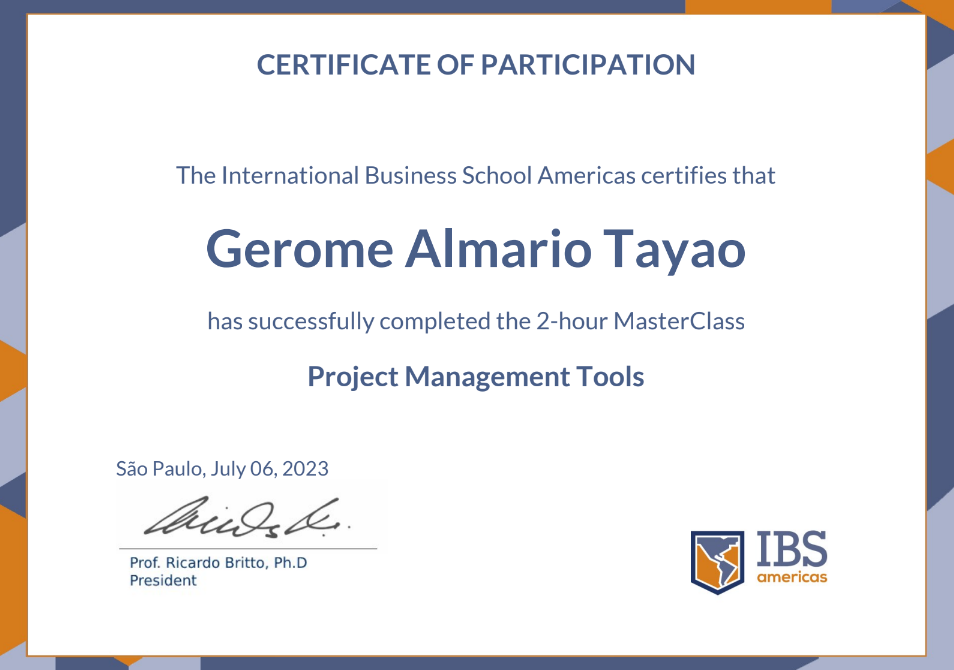 CERTIFICATE OF PARTICIPATION
The International Business School Americas certifies that
Gerome Almario Tayao
has successfully completed the 2-hour MasterClass
Project Management Tools
São Paulo, July 06, 2023
Prof. Ricardo Britto, Ph.D
President
IBS
americas